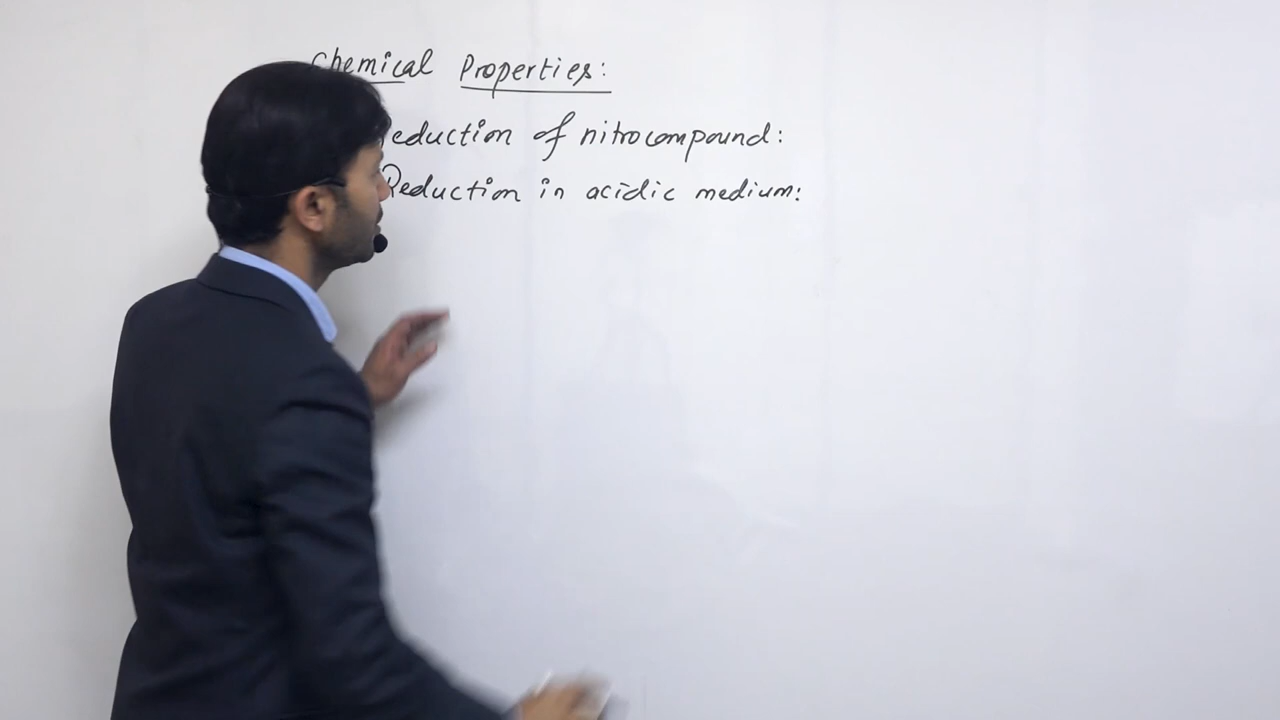 Chemical Properties:
Reduction of nitrocompound:
Reduction in acidic medium: